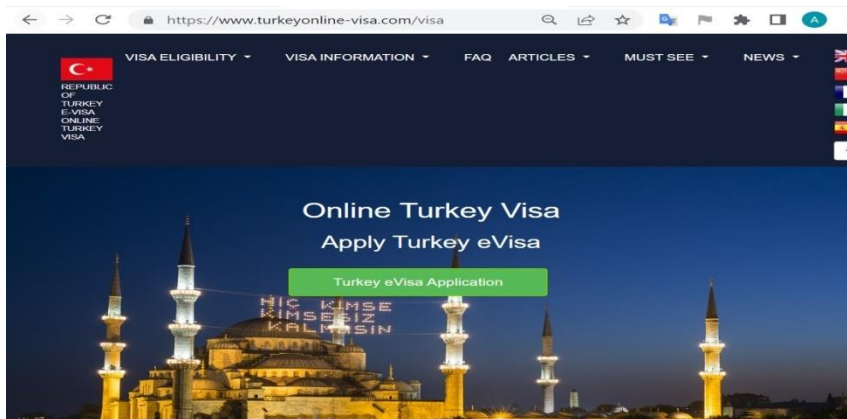 https://www.turkeyonline-visa.com/visa
A
VISA ELIGIBILITY
VISA INFORMATION
FAQ
ARTICLES
MUST SEE
NEWS
REPUBLIC
OF
TURKEY
E-VISA
ONLINE
TURKEY
VISA
Online Turkey Visa
Apply Turkey eVisa
Turkey eVisa Application
HİÇ KİMSE
KİMSESİZ
KALMASIN